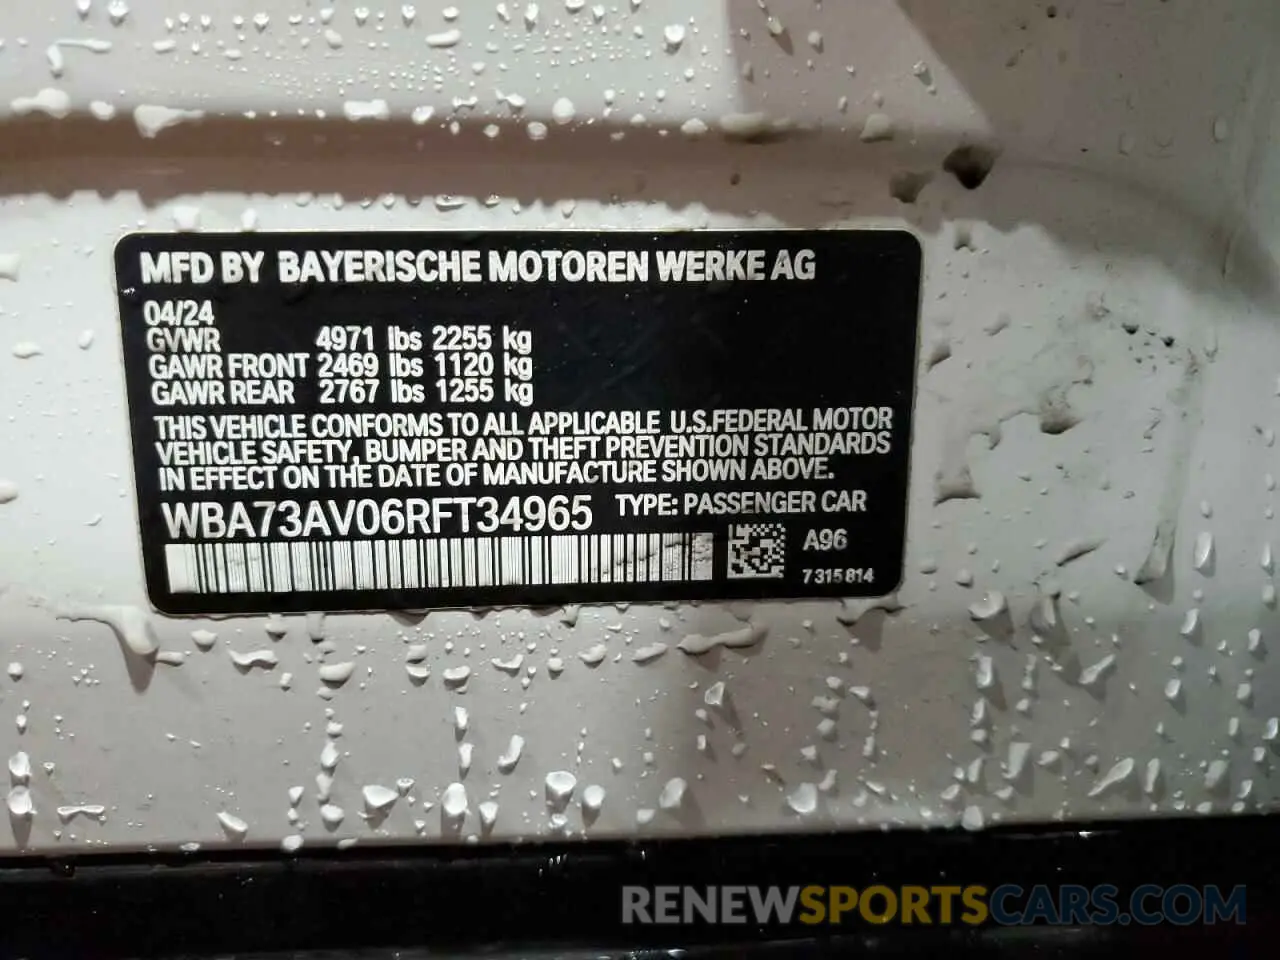 MFD BY BAYERISCHE MOTOREN WERKE AG
04/24
GVWR 4971 lbs 2255 kg
GAWR FRONT 2469 lbs 1120 kg
GAWR REAR 2767 lbs 1255 kg
THIS VEHICLE CONFORMS TO ALL APPLICABLE U.S.FEDERAL MOTOR
VEHICLE SAFETY, BUMPER AND THEFT PREVENTION STANDARDS
IN EFFECT ON THE DATE OF MANUFACTURE SHOWN ABOVE.
WBA73AV06RFT34965 TYPE: PASSENGER CAR
A96
7315814
RENEWSPORTSCARS.COM